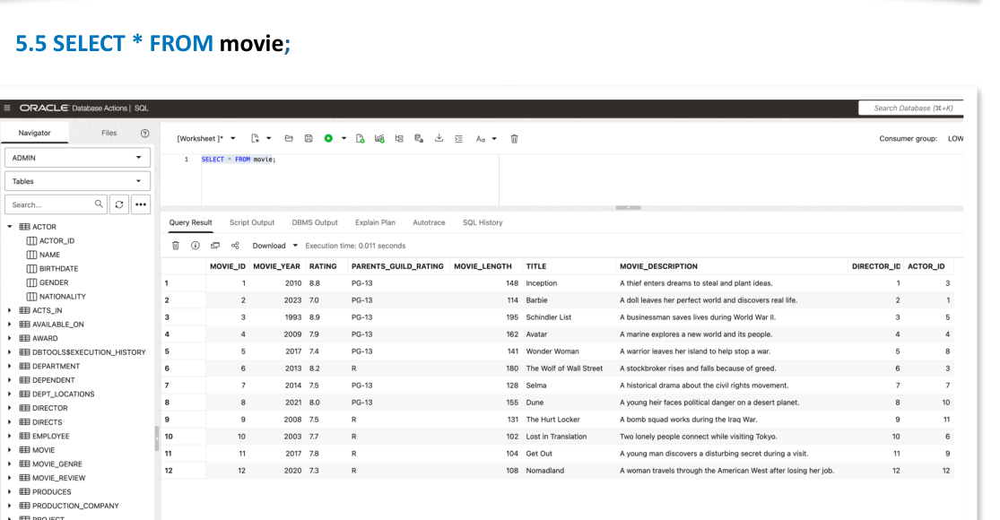 5.5 SELECT * FROM movie;
ORACLE Database Actions | SQL
Search Database (⌘+K)
Navigator Files
[Worksheet ]* Aa Consumer group: LOW
ADMIN
1 SELECT * FROM movie;
Tables
Search...
Query Result Script Output DBMS Output Explain Plan Autotrace SQL History
Download Execution time: 0.011 seconds
ACTOR
ACTOR_ID
NAME
BIRTHDATE
GENDER
NATIONALITY
ACTS_IN
AVAILABLE_ON
AWARD
DBTOOLS$EXECUTION_HISTORY
DEPARTMENT
DEPENDENT
DEPT_LOCATIONS
DIRECTOR
DIRECTS
EMPLOYEE
MOVIE
MOVIE_GENRE
MOVIE_REVIEW
PRODUCES
PRODUCTION_COMPANY
PROJECT
MOVIE_ID MOVIE_YEAR RATING PARENTS_GUILD_RATING MOVIE_LENGTH TITLE MOVIE_DESCRIPTION DIRECTOR_ID ACTOR_ID
1 1 2010 8.8 PG-13 148 Inception A thief enters dreams to steal and plant ideas. 1 3
2 2 2023 7.0 PG-13 114 Barbie A doll leaves her perfect world and discovers real life. 2 1
3 3 1993 8.9 PG-13 195 Schindler List A businessman saves lives during World War II. 3 5
4 4 2009 7.9 PG-13 162 Avatar A marine explores a new world and its people. 4 4
5 5 2017 7.4 PG-13 141 Wonder Woman A warrior leaves her island to help stop a war. 5 8
6 6 2013 8.2 R 180 The Wolf of Wall Street A stockbroker rises and falls because of greed. 6 3
7 7 2014 7.5 PG-13 128 Selma A historical drama about the civil rights movement. 7 7
8 8 2021 8.0 PG-13 155 Dune A young heir faces political danger on a desert planet. 8 10
9 9 2008 7.5 R 131 The Hurt Locker A bomb squad works during the Iraq War. 9 11
10 10 2003 7.7 R 102 Lost in Translation Two lonely people connect while visiting Tokyo. 10 6
11 11 2017 7.8 R 104 Get Out A young man discovers a disturbing secret during a visit. 11 9
12 12 2020 7.3 R 108 Nomadland A woman travels through the American West after losing her job. 12 12